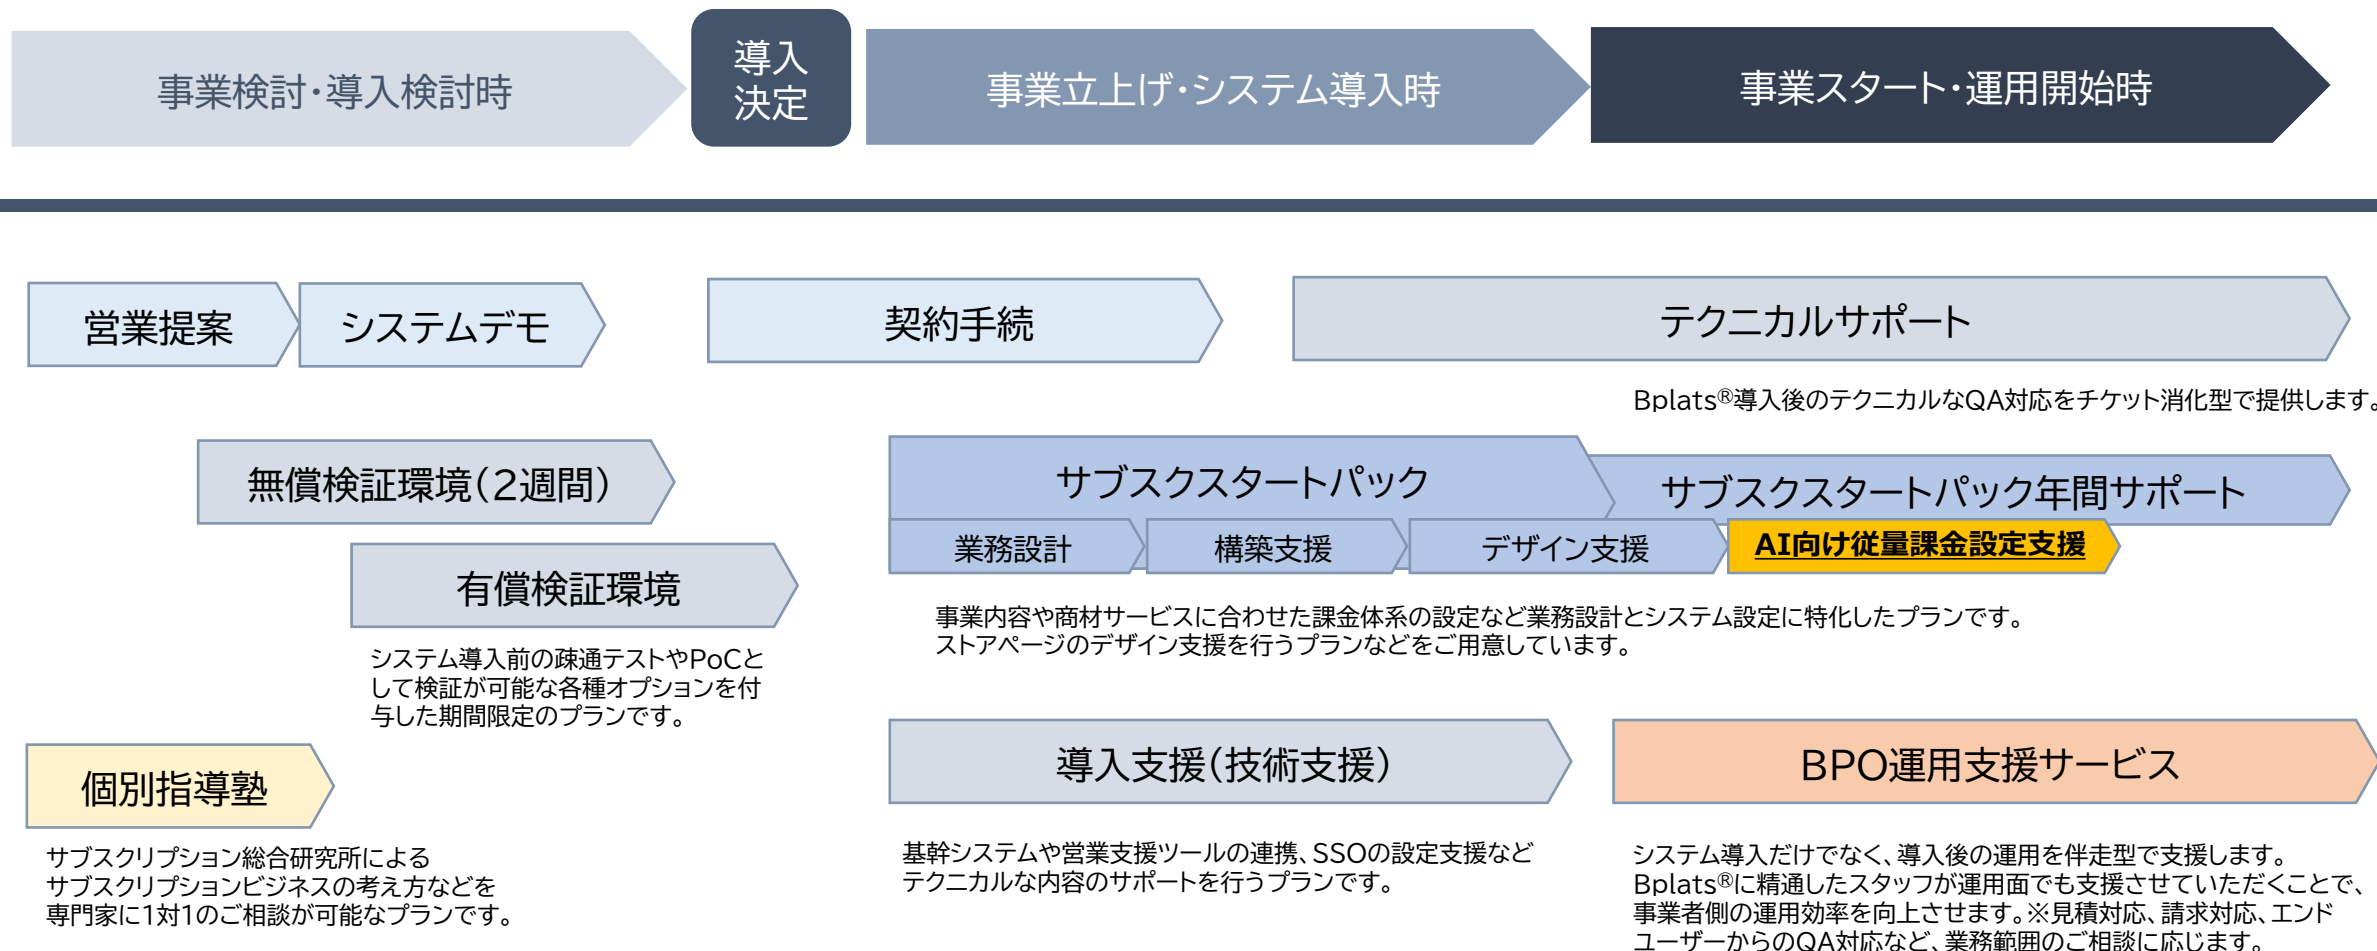 事業検討・導入検討時
導入
決定
事業立上げ・システム導入時
事業スタート・運用開始時
営業提案
システムデモ
契約手続
テクニカルサポート
Bplats®導入後のテクニカルなQA対応をチケット消化型で提供します。
無償検証環境（2週間）
サブスクスタートパック
サブスクスタートパック年間サポート
業務設計
構築支援
デザイン支援
AI向け従量課金設定支援
有償検証環境
事業内容や商材サービスに合わせた課金体系の設定など業務設計とシステム設定に特化したプランです。
ストアページのデザイン支援を行うプランなどをご用意しています。
システム導入前の疎通テストやPoCと
して検証が可能な各種オプションを付
与した期間限定のプランです。
個別指導塾
導入支援（技術支援）
BPO運用支援サービス
サブスクリプション総合研究所による
サブスクリプションビジネスの考え方などを
専門家に1対1のご相談が可能なプランです。
基幹システムや営業支援ツールの連携、SSOの設定支援など
テクニカルな内容のサポートを行うプランです。
システム導入だけでなく、導入後の運用を伴走型で支援します。
Bplats®に精通したスタッフが運用面でも支援させていただくことで、
事業者側の運用効率を向上させます。※見積対応、請求対応、エンド
ユーザーからのQA対応など、業務範囲のご相談に応じます。